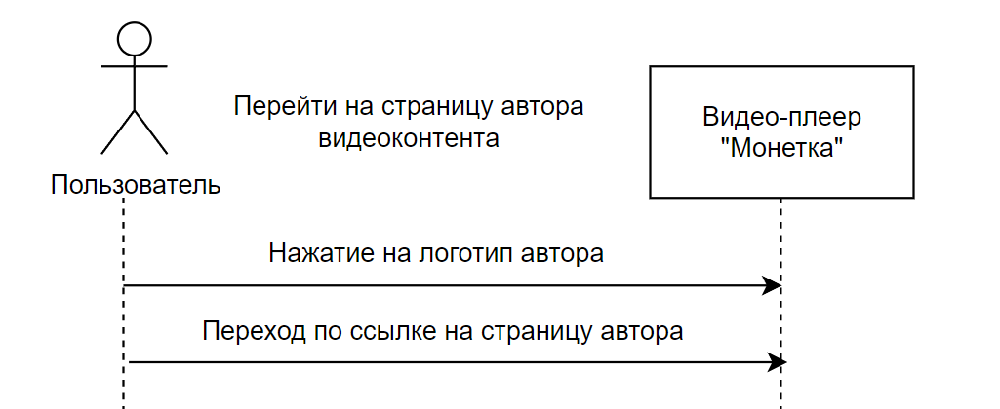 Перейти на страницу автора
видеоконтента
Видео-плеер
"Монетка"
Пользователь
Нажатие на логотип автора
Переход по ссылке на страницу автора